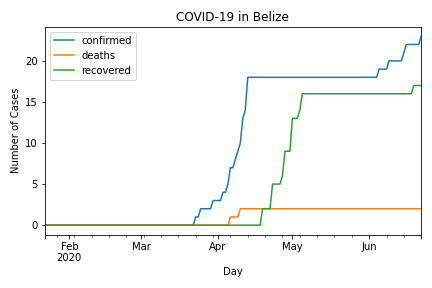 COVID-19 in Belize
confirmed
deaths
recovered
Number of Cases
20
15
10
5
0
Feb
2020
Mar
Apr
May
Jun
Day